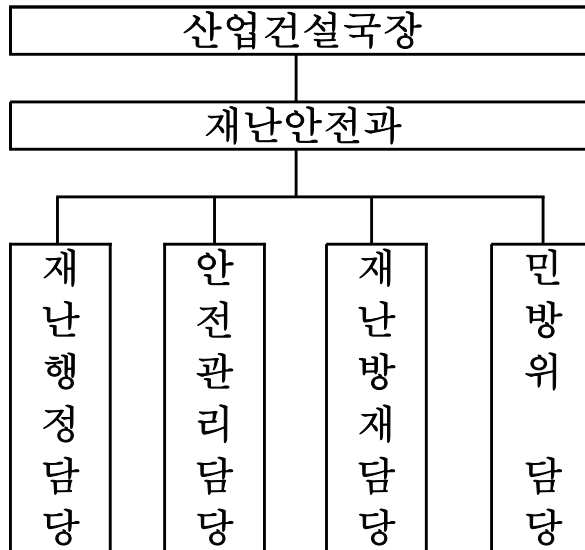 산업건설국장
재난안전과
재난행정담당
안전관리담당
재난방재담당
민방위 담당